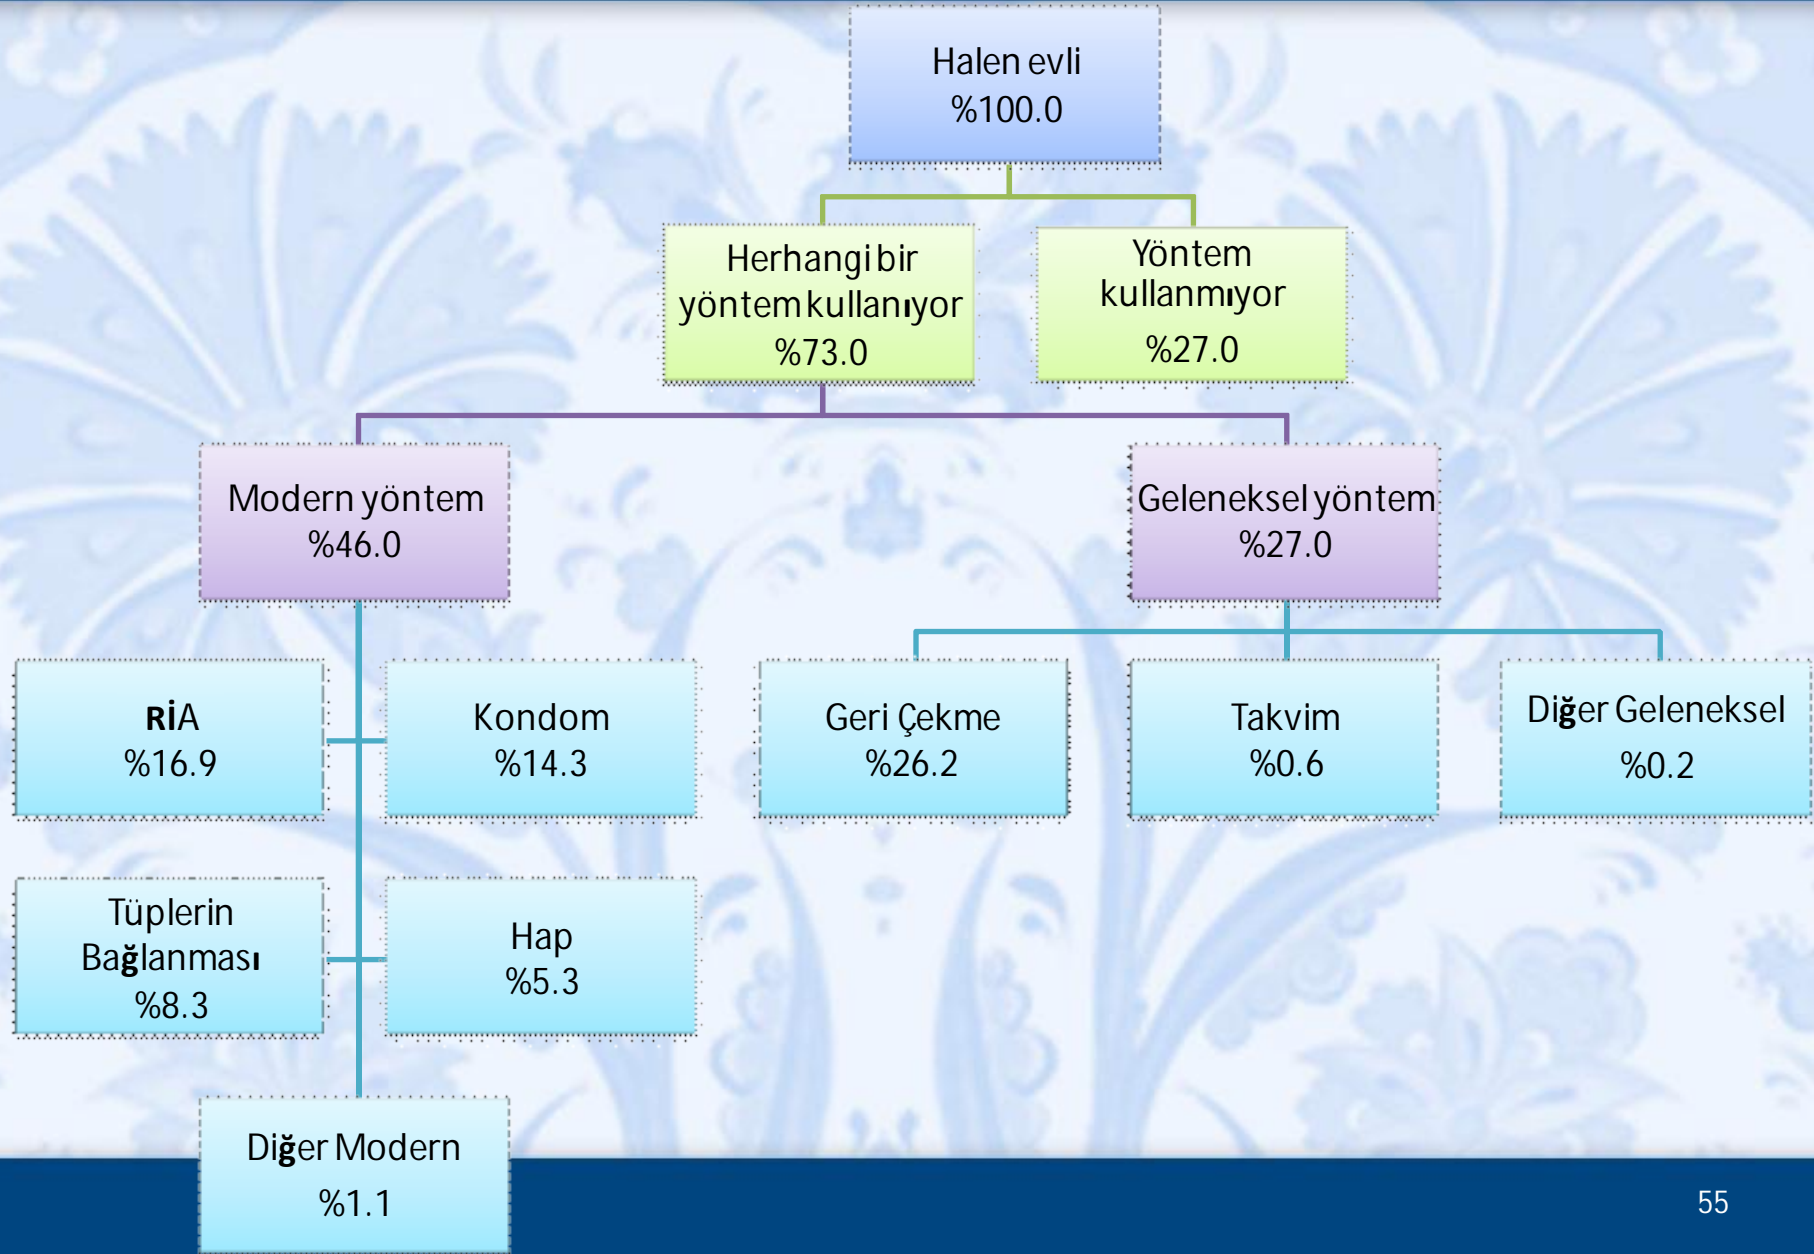 Halen evli
%100.0
Herhangi bir
yöntem kullanıyor
%73.0
Yöntem
kullanmıyor
%27.0
Modern yöntem
%46.0
Geleneksel yöntem
%27.0
RİA
%16.9
Kondom
%14.3
Geri Çekme
%26.2
Takvim
%0.6
Diğer Geleneksel
%0.2
Tüplerin
Bağlanması
%8.3
Hap
%5.3
Diğer Modern
%1.1
55